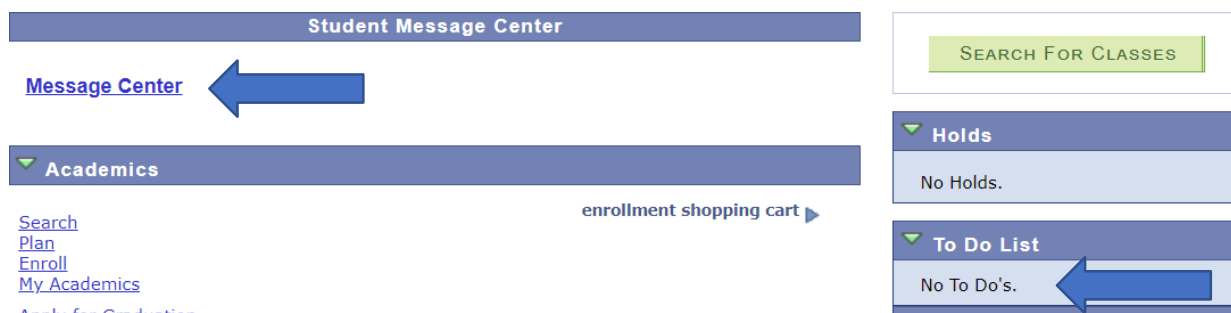 Student Message Center
Message Center
Academics
enrollment shopping cart
Search
Plan
Enroll
My Academics
SEARCH FOR CLASSES
Holds
No Holds.
To Do List
No To Do's.